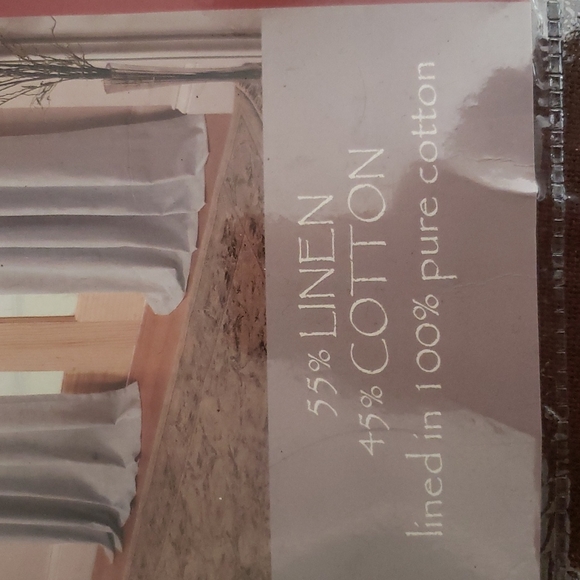 55% LINEN
45% COTTON
lined in 100% pure cotton